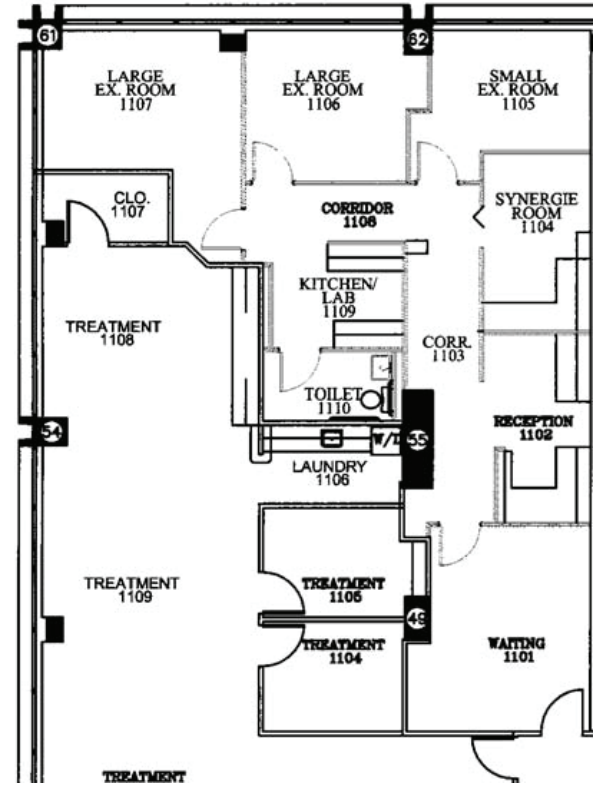 61
62
LARGE
EX. ROOM
1107
LARGE
EX. ROOM
1106
SMALL
EX. ROOM
1105
CLO.
1107
CORRIDOR
1108
SYNERGIE
ROOM
1104
KITCHEN/
LAB
1109
TREATMENT
1108
CORR.
1103
TOILET
1110
RECEPTION
1102
54
W/D
55
LAUNDRY
1106
TREATMENT
1109
TREATMENT
1105
49
TREATMENT
1104
WAITING
1101
TREATMENT